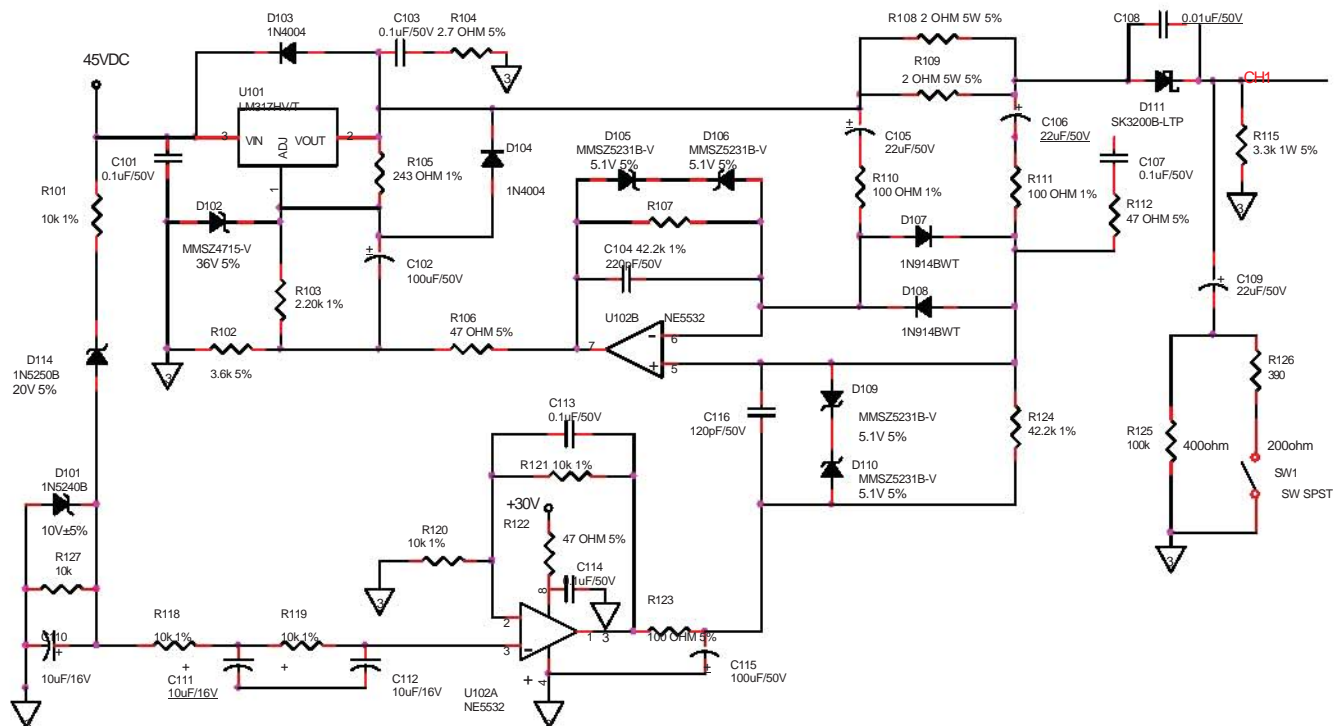 D103
1N4004
C103
0.1uF/50V
R104
2.7 OHM 5%
3
45VDC
U101
LM317HV/T
3
VIN
VOUT
2
ADJ
1
C101
0.1uF/50V
R101
10k 1%
D102
MMSZ4715-V
36V 5%
R105
243 OHM 1%
D104
1N4004
±
C102
100uF/50V
R103
2.20k 1%
R102
3.6k 5%
3
R106
47 OHM 5%
D105
MMSZ5231B-V
5.1V 5%
D106
MMSZ5231B-V
5.1V 5%
R107
C104 42.2k 1%
220pF/50V
U102B
NE5532
7
-
6
+
5
R108 2 OHM 5W 5%
R109
2 OHM 5W 5%
±
C105
22uF/50V
R110
100 OHM 1%
D107
1N914BWT
D108
1N914BWT
+
C106
22uF/50V
R111
100 OHM 1%
C107
0.1uF/50V
R112
47 OHM 5%
C108
0.01uF/50V
D111
SK3200B-LTP
CH1
R115
3.3k 1W 5%
3
+
C109
22uF/50V
R126
390
R125
100k
400ohm
200ohm
SW1
SW SPST
3
D114
1N5250B
20V 5%
D101
1N5240B
10V±5%
R127
10k
C110
+
10uF/16V
3
R118
10k 1%
R119
10k 1%
+
C111
10uF/16V
+
C112
10uF/16V
R120
10k 1%
3
C113
0.1uF/50V
R121 10k 1%
+30V
R122
47 OHM 5%
C114
0.1uF/50V
3
8
2
-
1
3
-
3
+
4
U102A
NE5532
3
R123
100 OHM 5%
±
C115
100uF/50V
C116
120pF/50V
D109
MMSZ5231B-V
5.1V 5%
D110
MMSZ5231B-V
5.1V 5%
R124
42.2k 1%